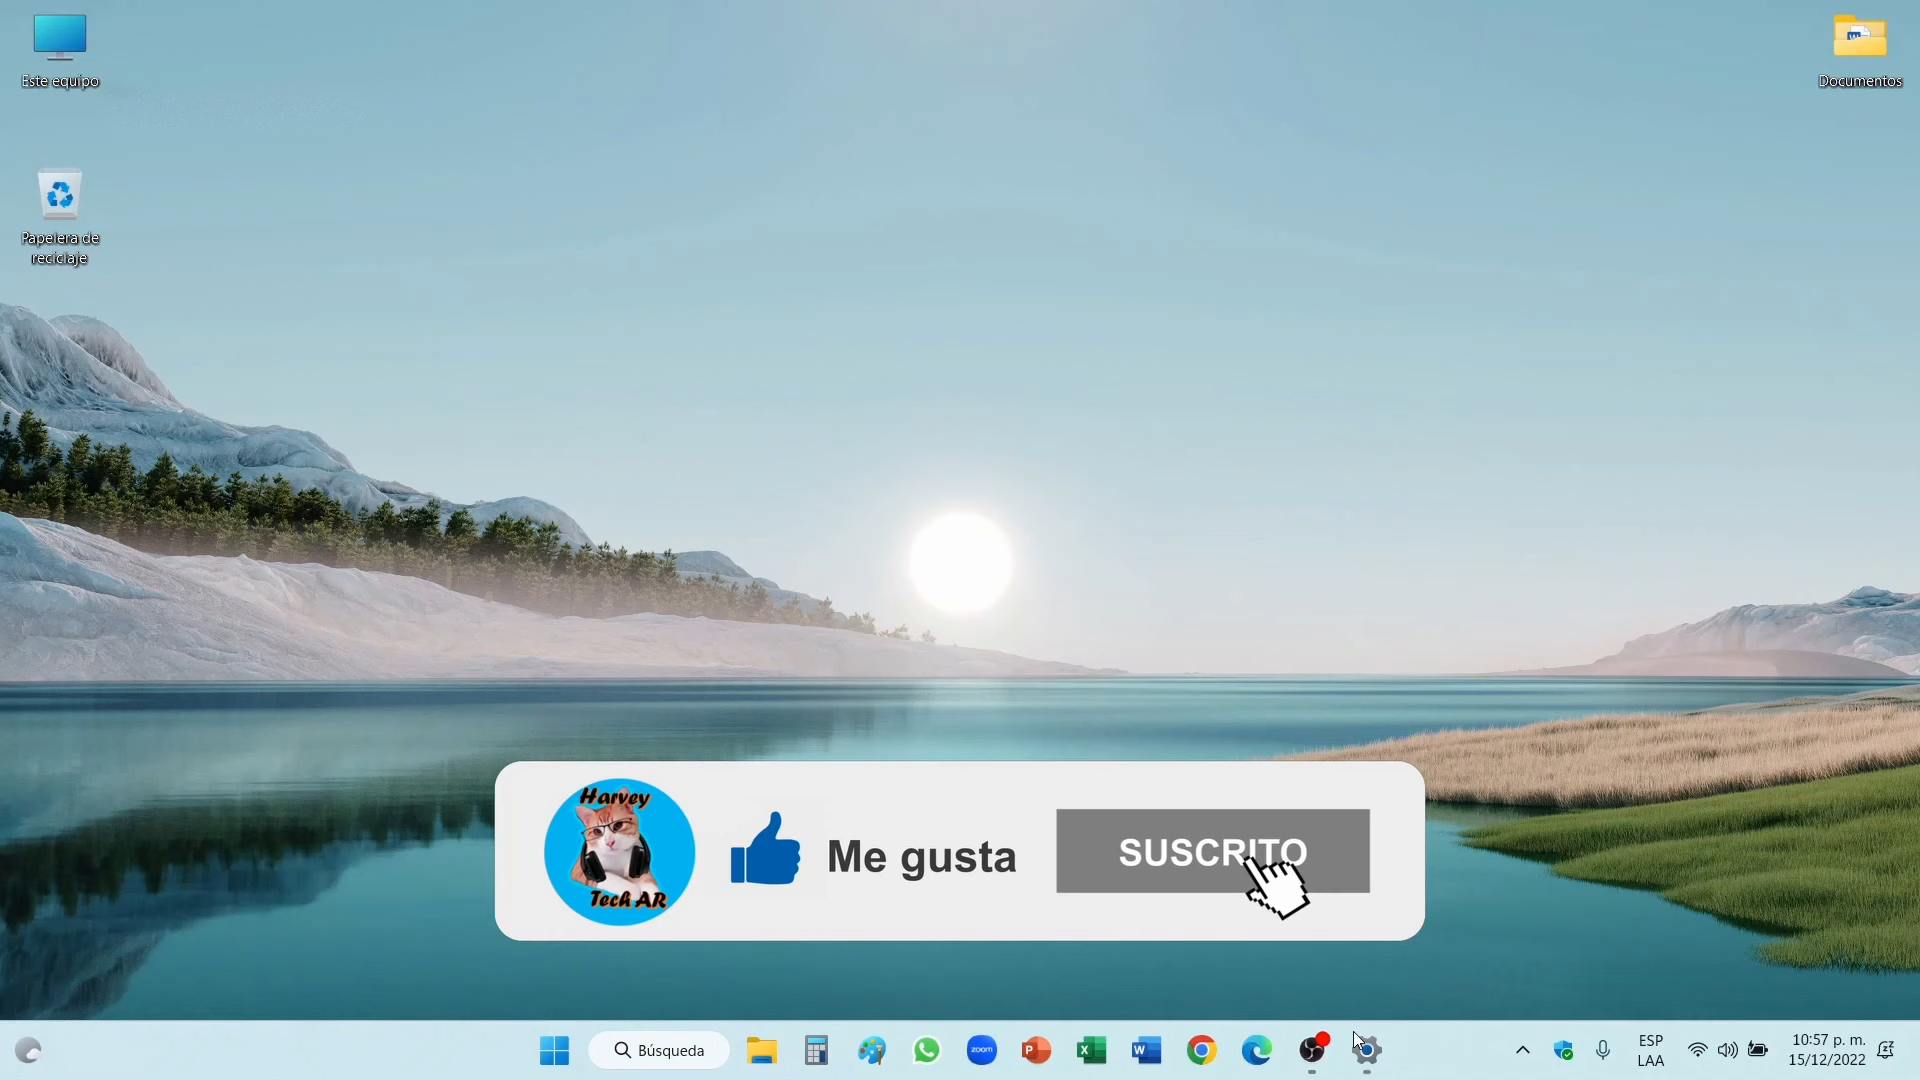 Este equipo
Documentos
Papelera de
reciclaje
Harvey
Tech AR
Me gusta
SUSCRITO
Búsqueda
zoom
ESP
LAA
10:57 p. m.
15/12/2022